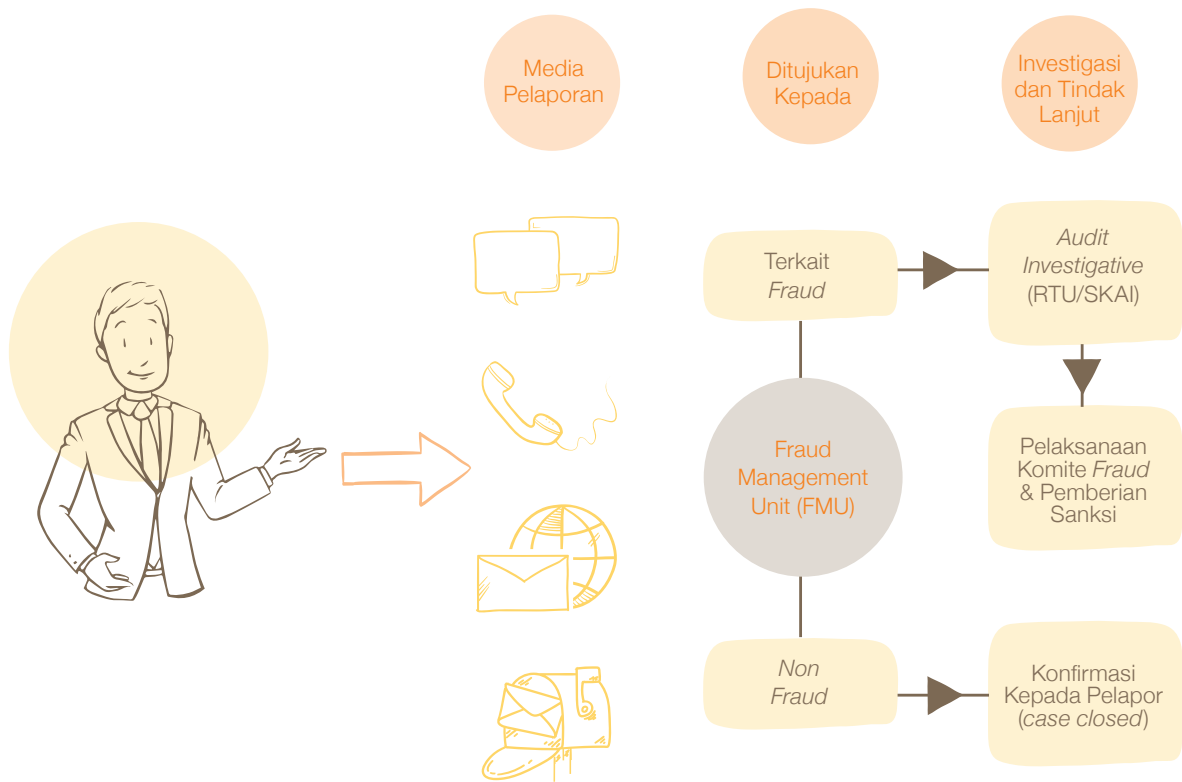 Media
Pelaporan
Ditujukan
Kepada
Investigasi
dan Tindak
Lanjut
Terkait
Fraud
Audit
Investigative
(RTU/SKAI)
Fraud
Management
Unit (FMU)
Pelaksanaan
Komite Fraud
& Pemberian
Sanksi
Non
Fraud
Konfirmasi
Kepada Pelapor
(case closed)